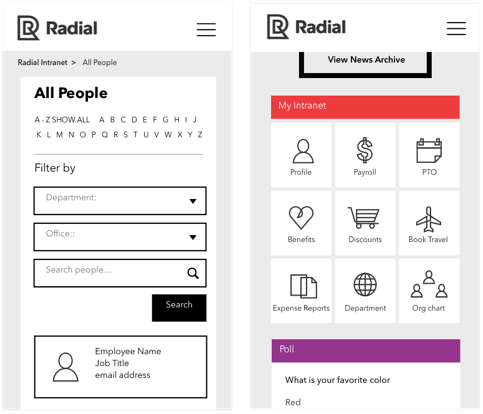 Radial
Radial Intranet > All People
All People
A - Z SHOW ALL A B C D E F G H I J
K L M N O P Q R S T U V W X Y Z
Filter by
Department:
Office::
Search people...
Search
Employee Name
Job Title
email address
Radial
View News Archive
My Intranet
Profile Payroll PTO
Benefits Discounts Book Travel
Expense Reports Department Org chart
Poll
What is your favorite color
Red